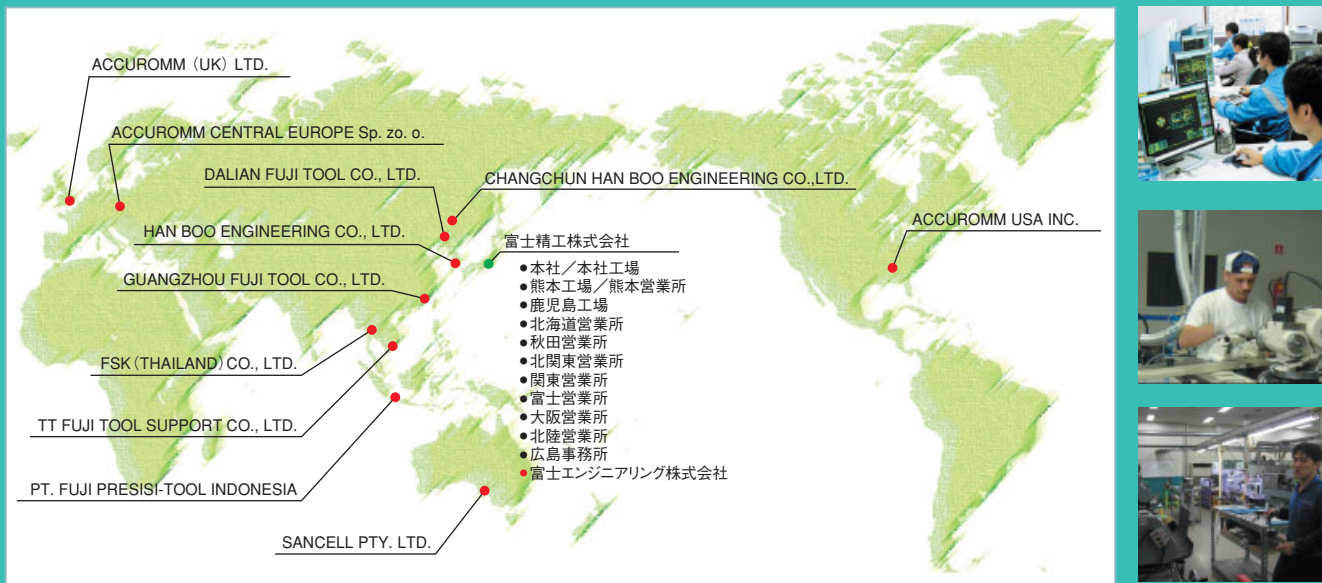 ACCUROMM (UK) LTD.
ACCUROMM CENTRAL EUROPE Sp. zo. o.
DALIAN FUJI TOOL CO., LTD.
CHANGCHUN HAN BOO ENGINEERING CO.,LTD.
HAN BOO ENGINEERING CO., LTD.
GUANGZHOU FUJI TOOL CO., LTD.
FSK(THAILAND)CO., LTD.
TT FUJI TOOL SUPPORT CO., LTD.
PT. FUJI PRESISI-TOOL INDONESIA
SANCELL PTY. LTD.
富士精工株式会社
●本社／本社工場
●熊本工場／熊本営業所
●鹿児島工場
●北海道営業所
●秋田営業所
●北関東営業所
●関東営業所
●富士営業所
●大阪営業所
●北陸営業所
●広島事務所
●富士エンジニアリング株式会社
ACCUROMM USA INC.